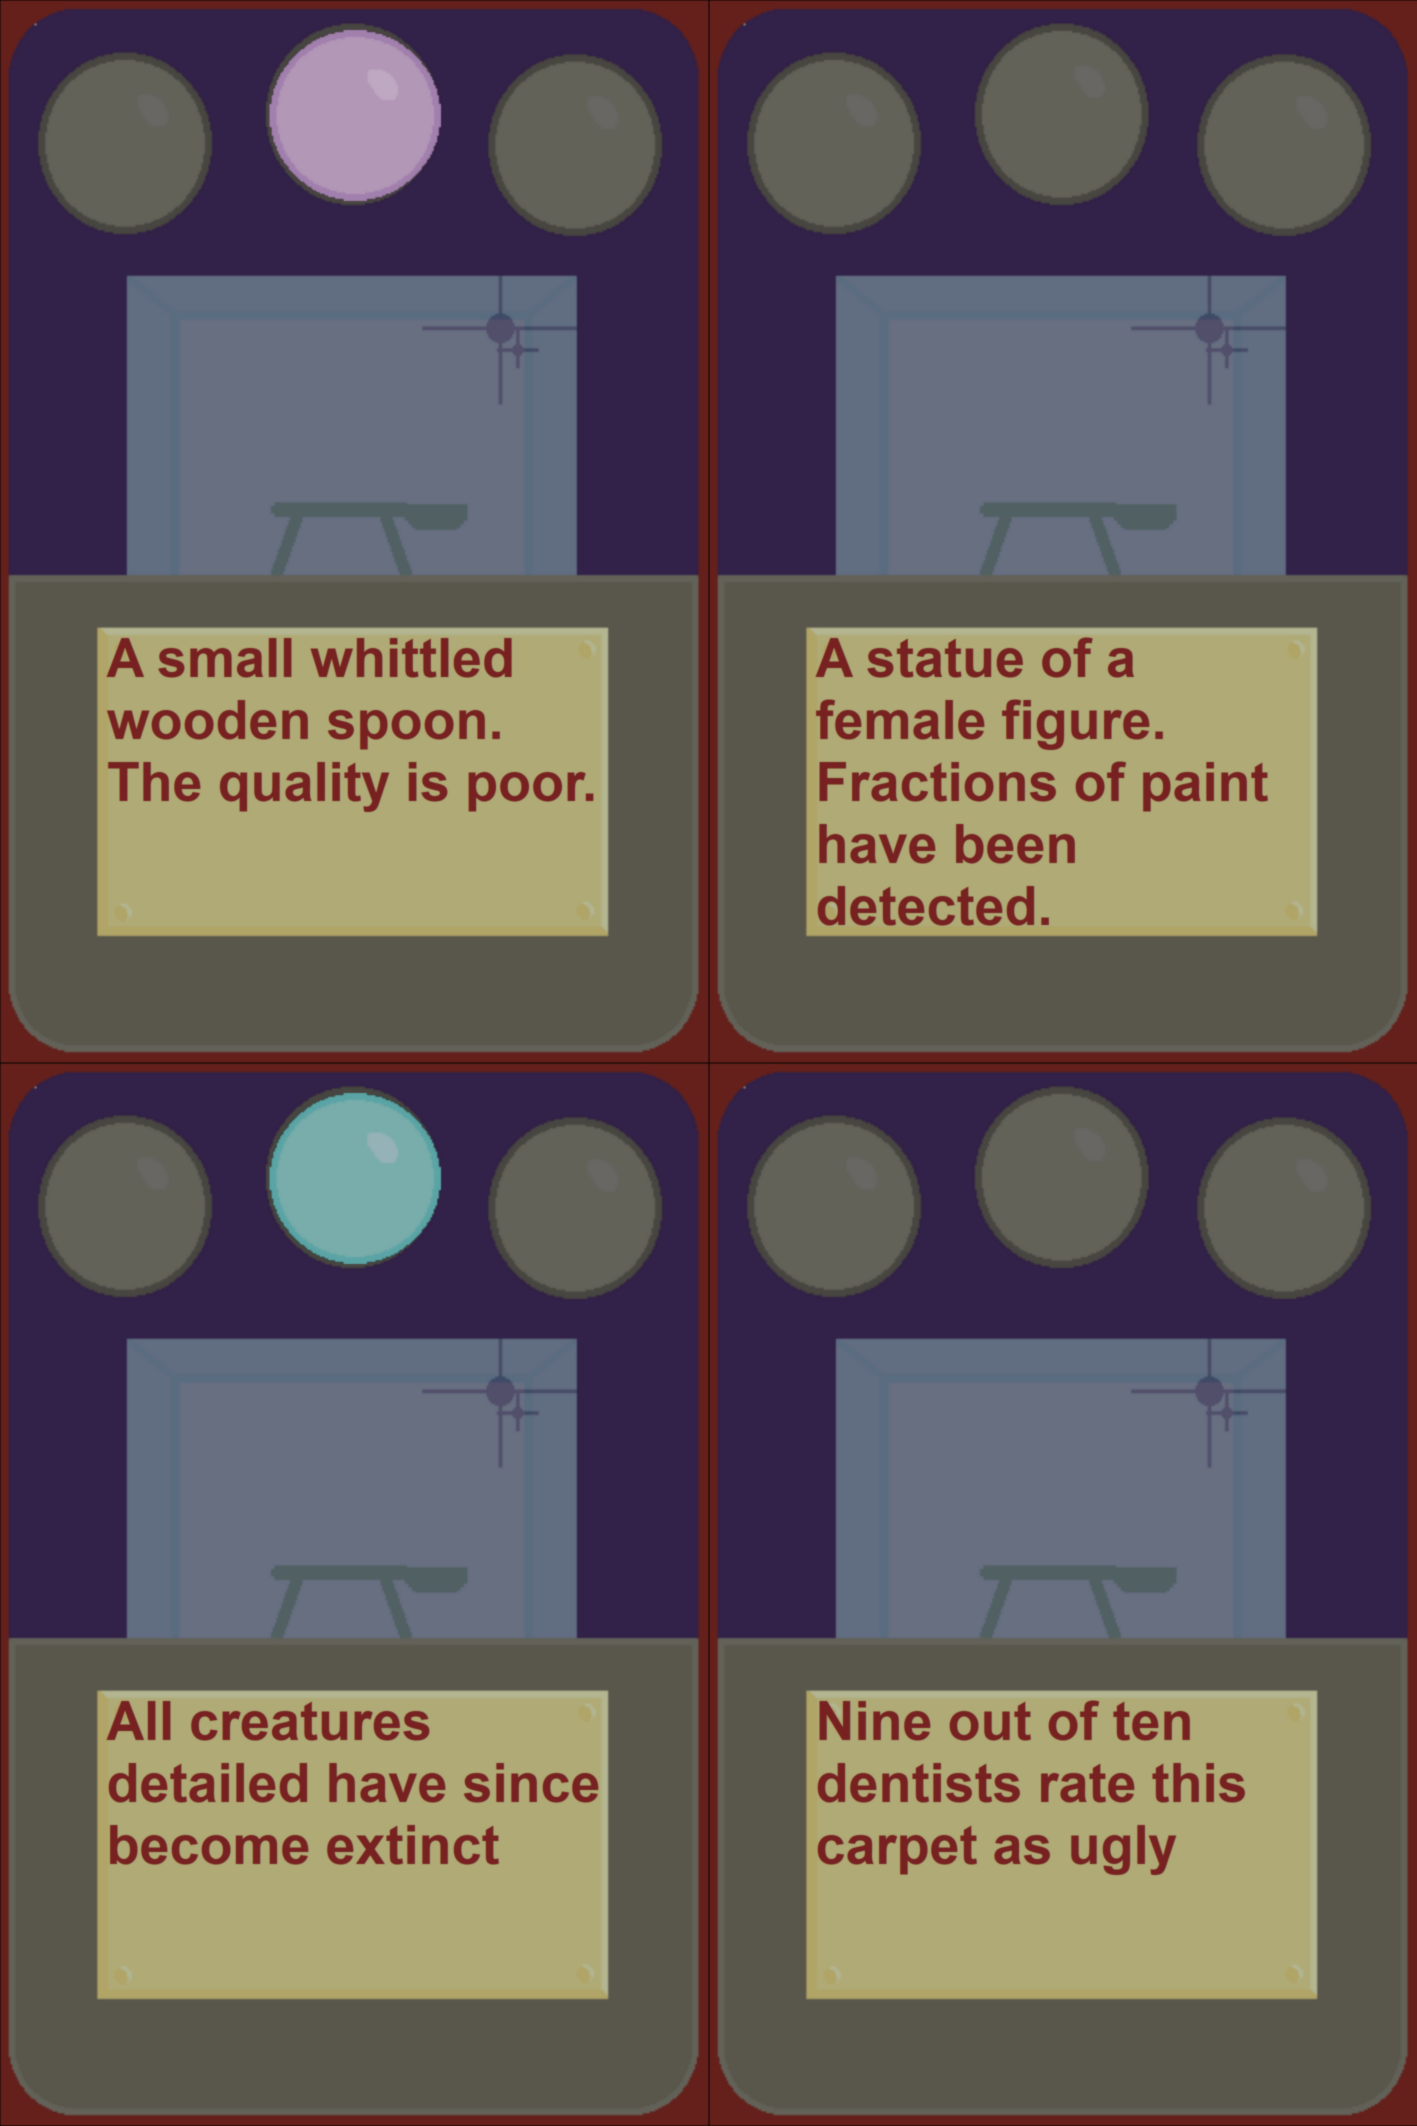 A small whittled
wooden spoon.
The quality is poor.
A statue of a
female figure.
Fractions of paint
have been
detected.
All creatures
detailed have since
become extinct
Nine out of ten
dentists rate this
carpet as ugly